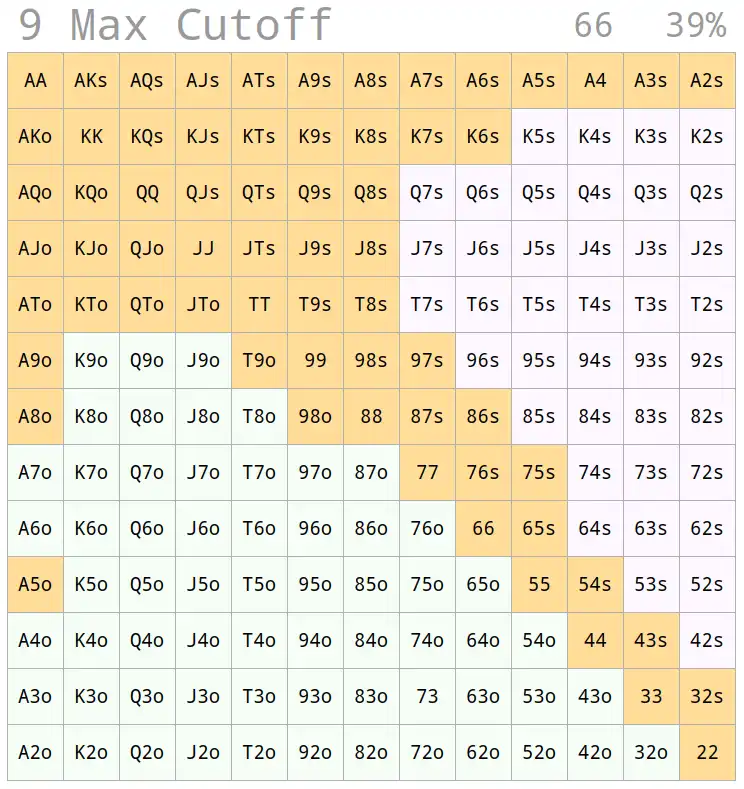 9 Max Cutoff 66 39%
AA AKs AQs AJs ATs A9s A8s A7s A6s A5s A4 A3s A2s
AKo KK KQs KJs KTs K9s K8s K7s K6s K5s K4s K3s K2s
AQo KQo QQ QJs QTs Q9s Q8s Q7s Q6s Q5s Q4s Q3s Q2s
AJo KJo QJo JJ JTs J9s J8s J7s J6s J5s J4s J3s J2s
ATo KTo QTo JTo TT T9s T8s T7s T6s T5s T4s T3s T2s
A9o K9o Q9o J9o T9o 99 98s 97s 96s 95s 94s 93s 92s
A8o K8o Q8o J8o T8o 98o 88 87s 86s 85s 84s 83s 82s
A7o K7o Q7o J7o T7o 97o 87o 77 76s 75s 74s 73s 72s
A6o K6o Q6o J6o T6o 96o 86o 76o 66 65s 64s 63s 62s
A5o K5o Q5o J5o T5o 95o 85o 75o 65o 55 54s 53s 52s
A4o K4o Q4o J4o T4o 94o 84o 74o 64o 54o 44 43s 42s
A3o K3o Q3o J3o T3o 93o 83o 73 63o 53o 43o 33 32s
A2o K2o Q2o J2o T2o 92o 82o 72o 62o 52o 42o 32o 22